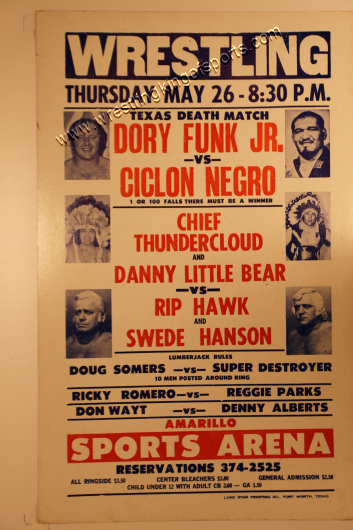 WRESTLING
THURSDAY, MAY 26 - 8:30 P.M.
www.wrestlingkingofsports.com
TEXAS DEATH MATCH
DORY FUNK JR.
-VS-
CICLON NEGRO
1 OR 100 FALLS THERE MUST BE A WINNER
CHIEF
THUNDERCLOUD
AND
DANNY LITTLE BEAR
-VS-
RIP HAWK
AND
SWEDE HANSON
LUMBERJACK RULES
DOUG SOMERS -vs- SUPER DESTROYER
10 MEN POSTED AROUND RING
RICKY ROMERO -vs- REGGIE PARKS
DON WAYT -vs- DENNY ALBERTS
AMARILLO
SPORTS ARENA
RESERVATIONS 374-2525
ALL RINGSIDE $3.50 CENTER BLEACHERS $3.00 GENERAL ADMISSION $2.50
CHILD UNDER 12 WITH ADULT CB 2.00 - GA 1.50
LONE STAR PRINTING CO., FORT WORTH, TEXAS